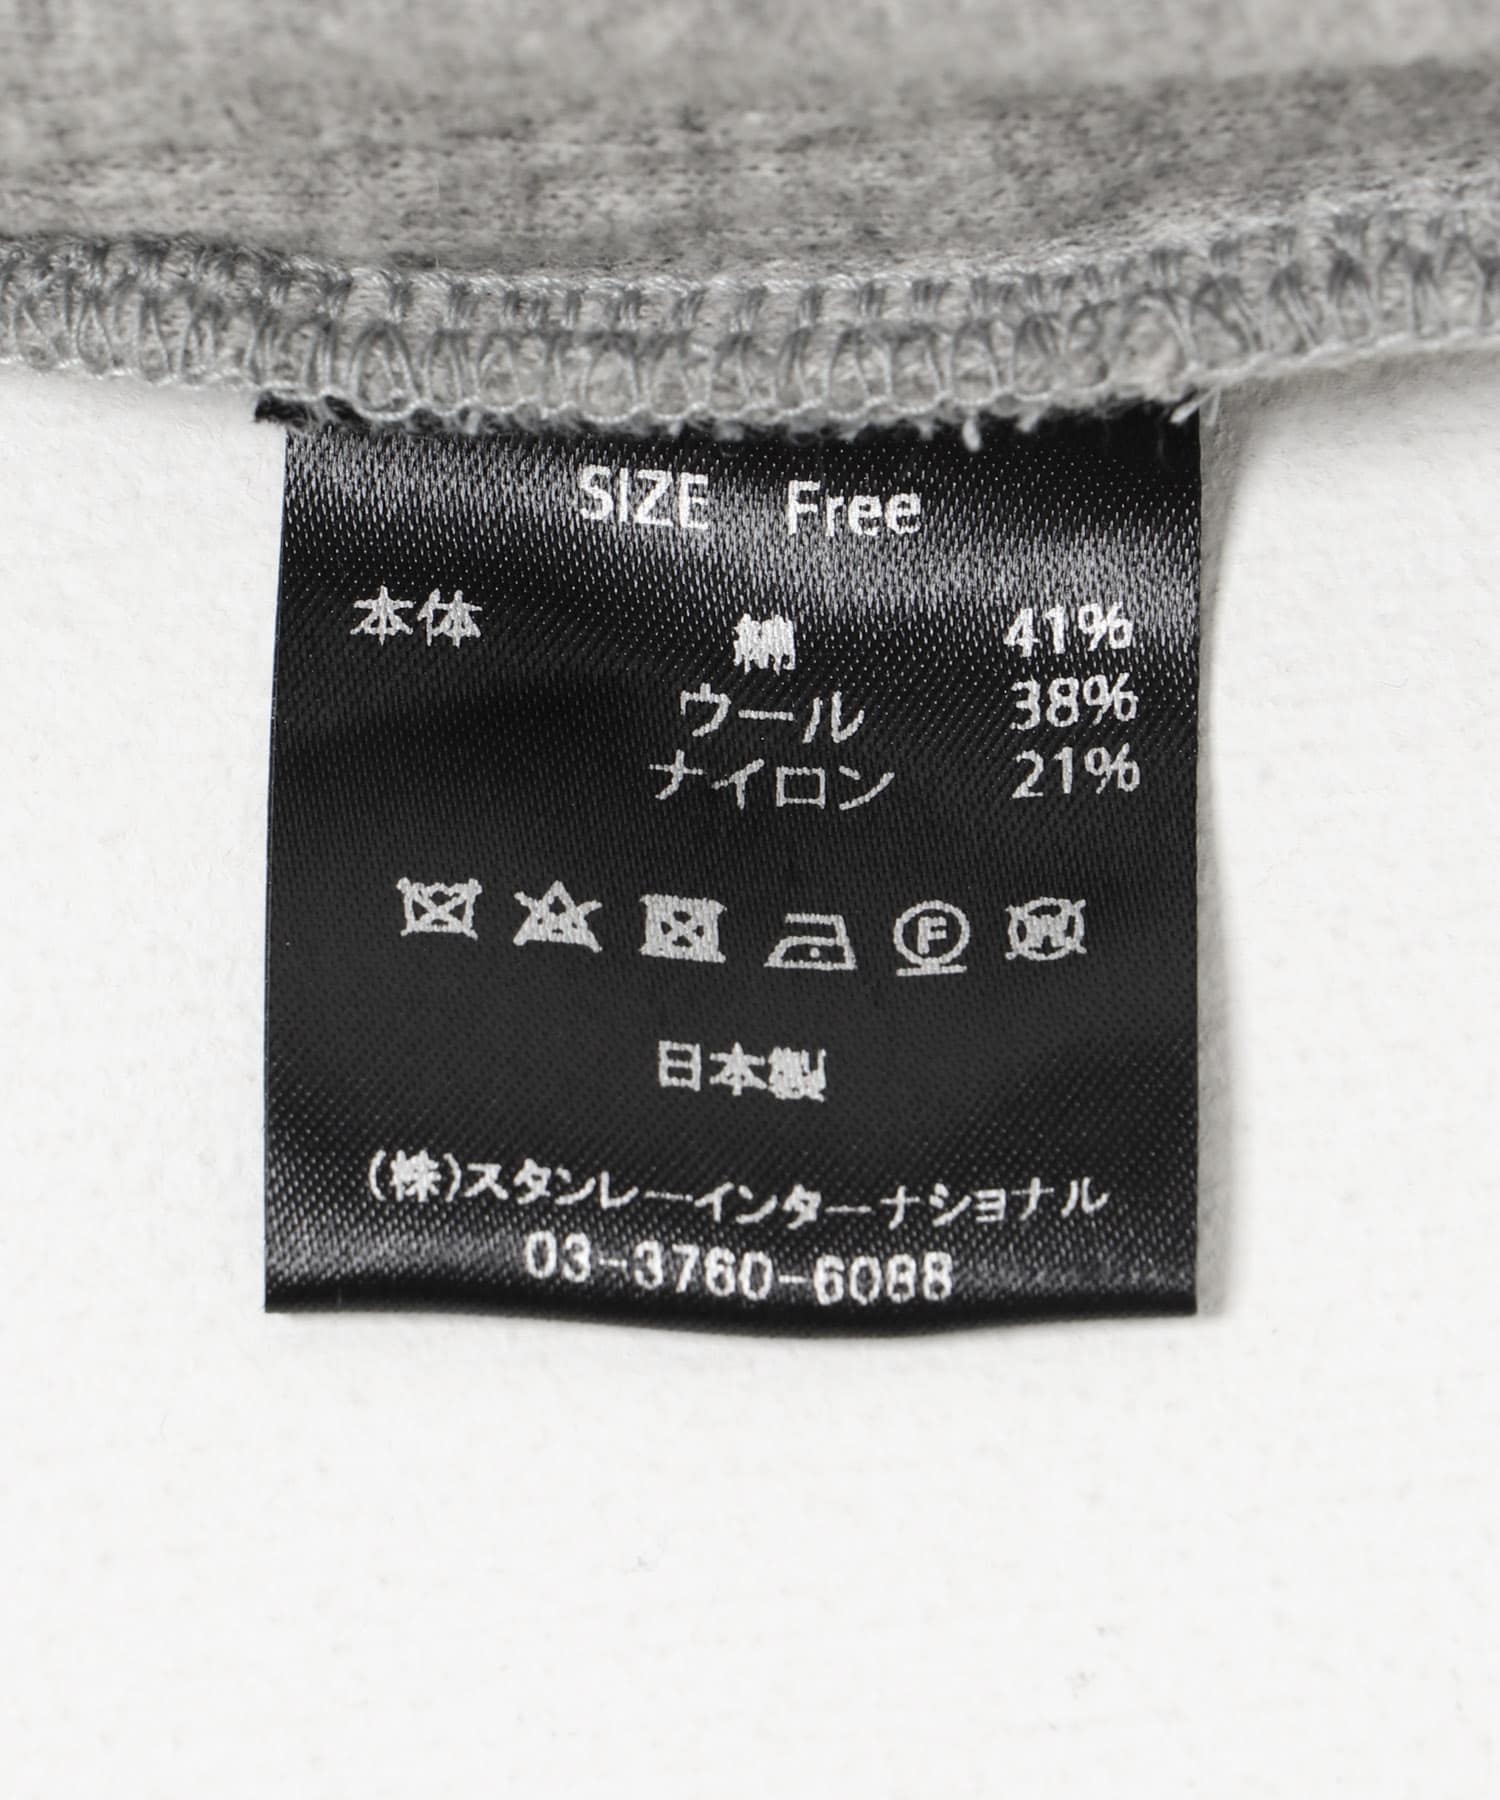 SIZE Free
本体 綿 41%
ウール 38%
ナイロン 21%
F W
日本製
(株)スタンレーインターナショナル
03-3760-6088